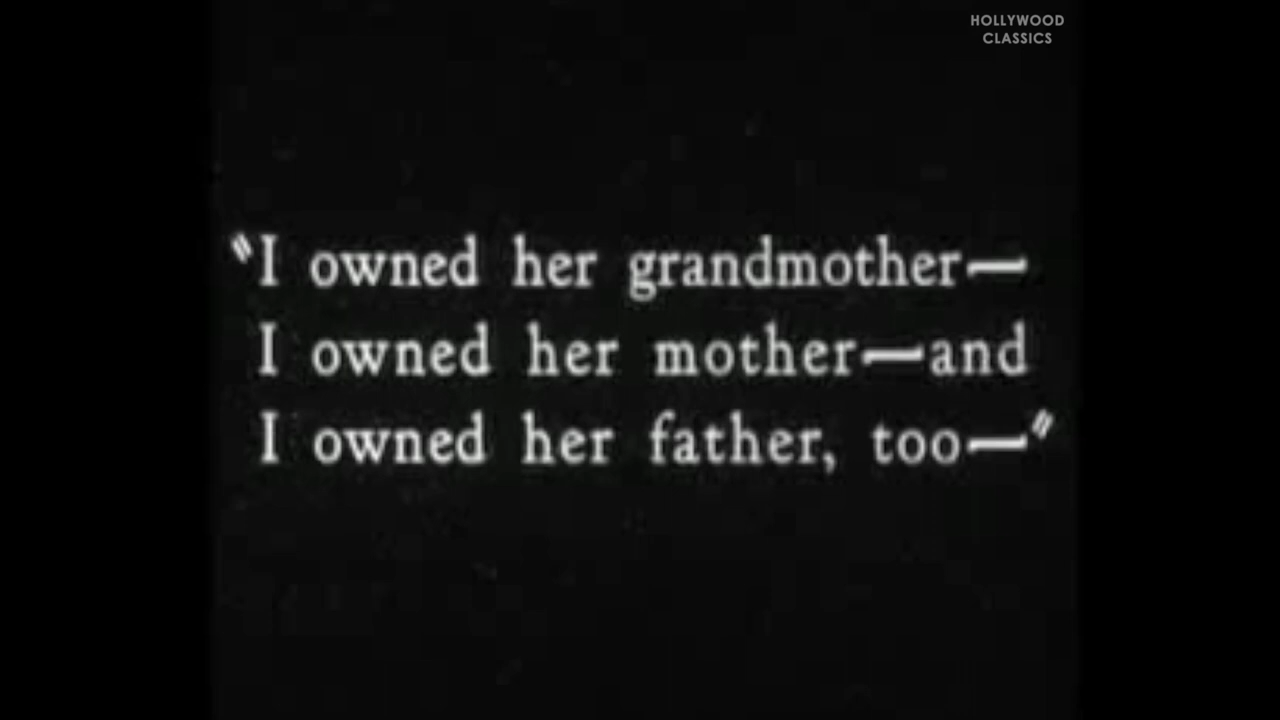 HOLLYWOOD
CLASSICS
"I owned her grandmother—
I owned her mother—and
I owned her father, too—"